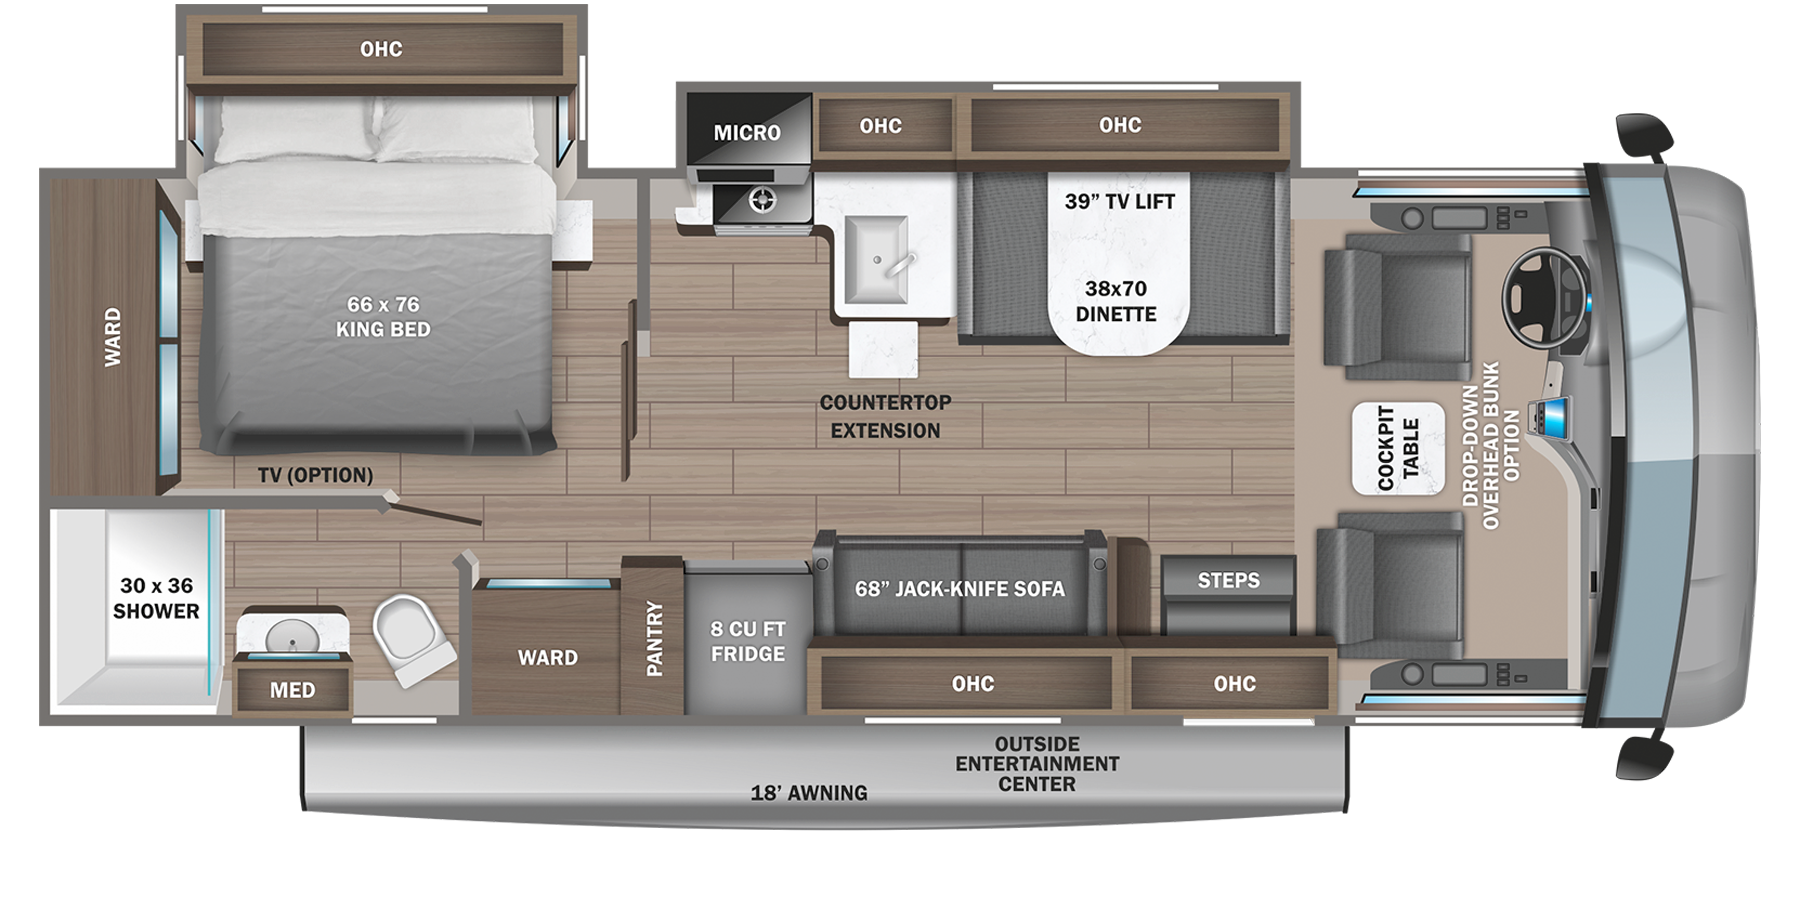 OHC
MICRO
OHC
OHC
39” TV LIFT
38x70
DINETTE
66 x 76
KING BED
WARD
COUNTERTOP
EXTENSION
COCKPIT
TABLE
DROP-DOWN
OVERHEAD BUNK
OPTION
TV (OPTION)
30 x 36
SHOWER
MED
WARD
PANTRY
8 CU FT
FRIDGE
68” JACK-KNIFE SOFA
STEPS
OHC
OHC
OUTSIDE
ENTERTAINMENT
CENTER
18’ AWNING